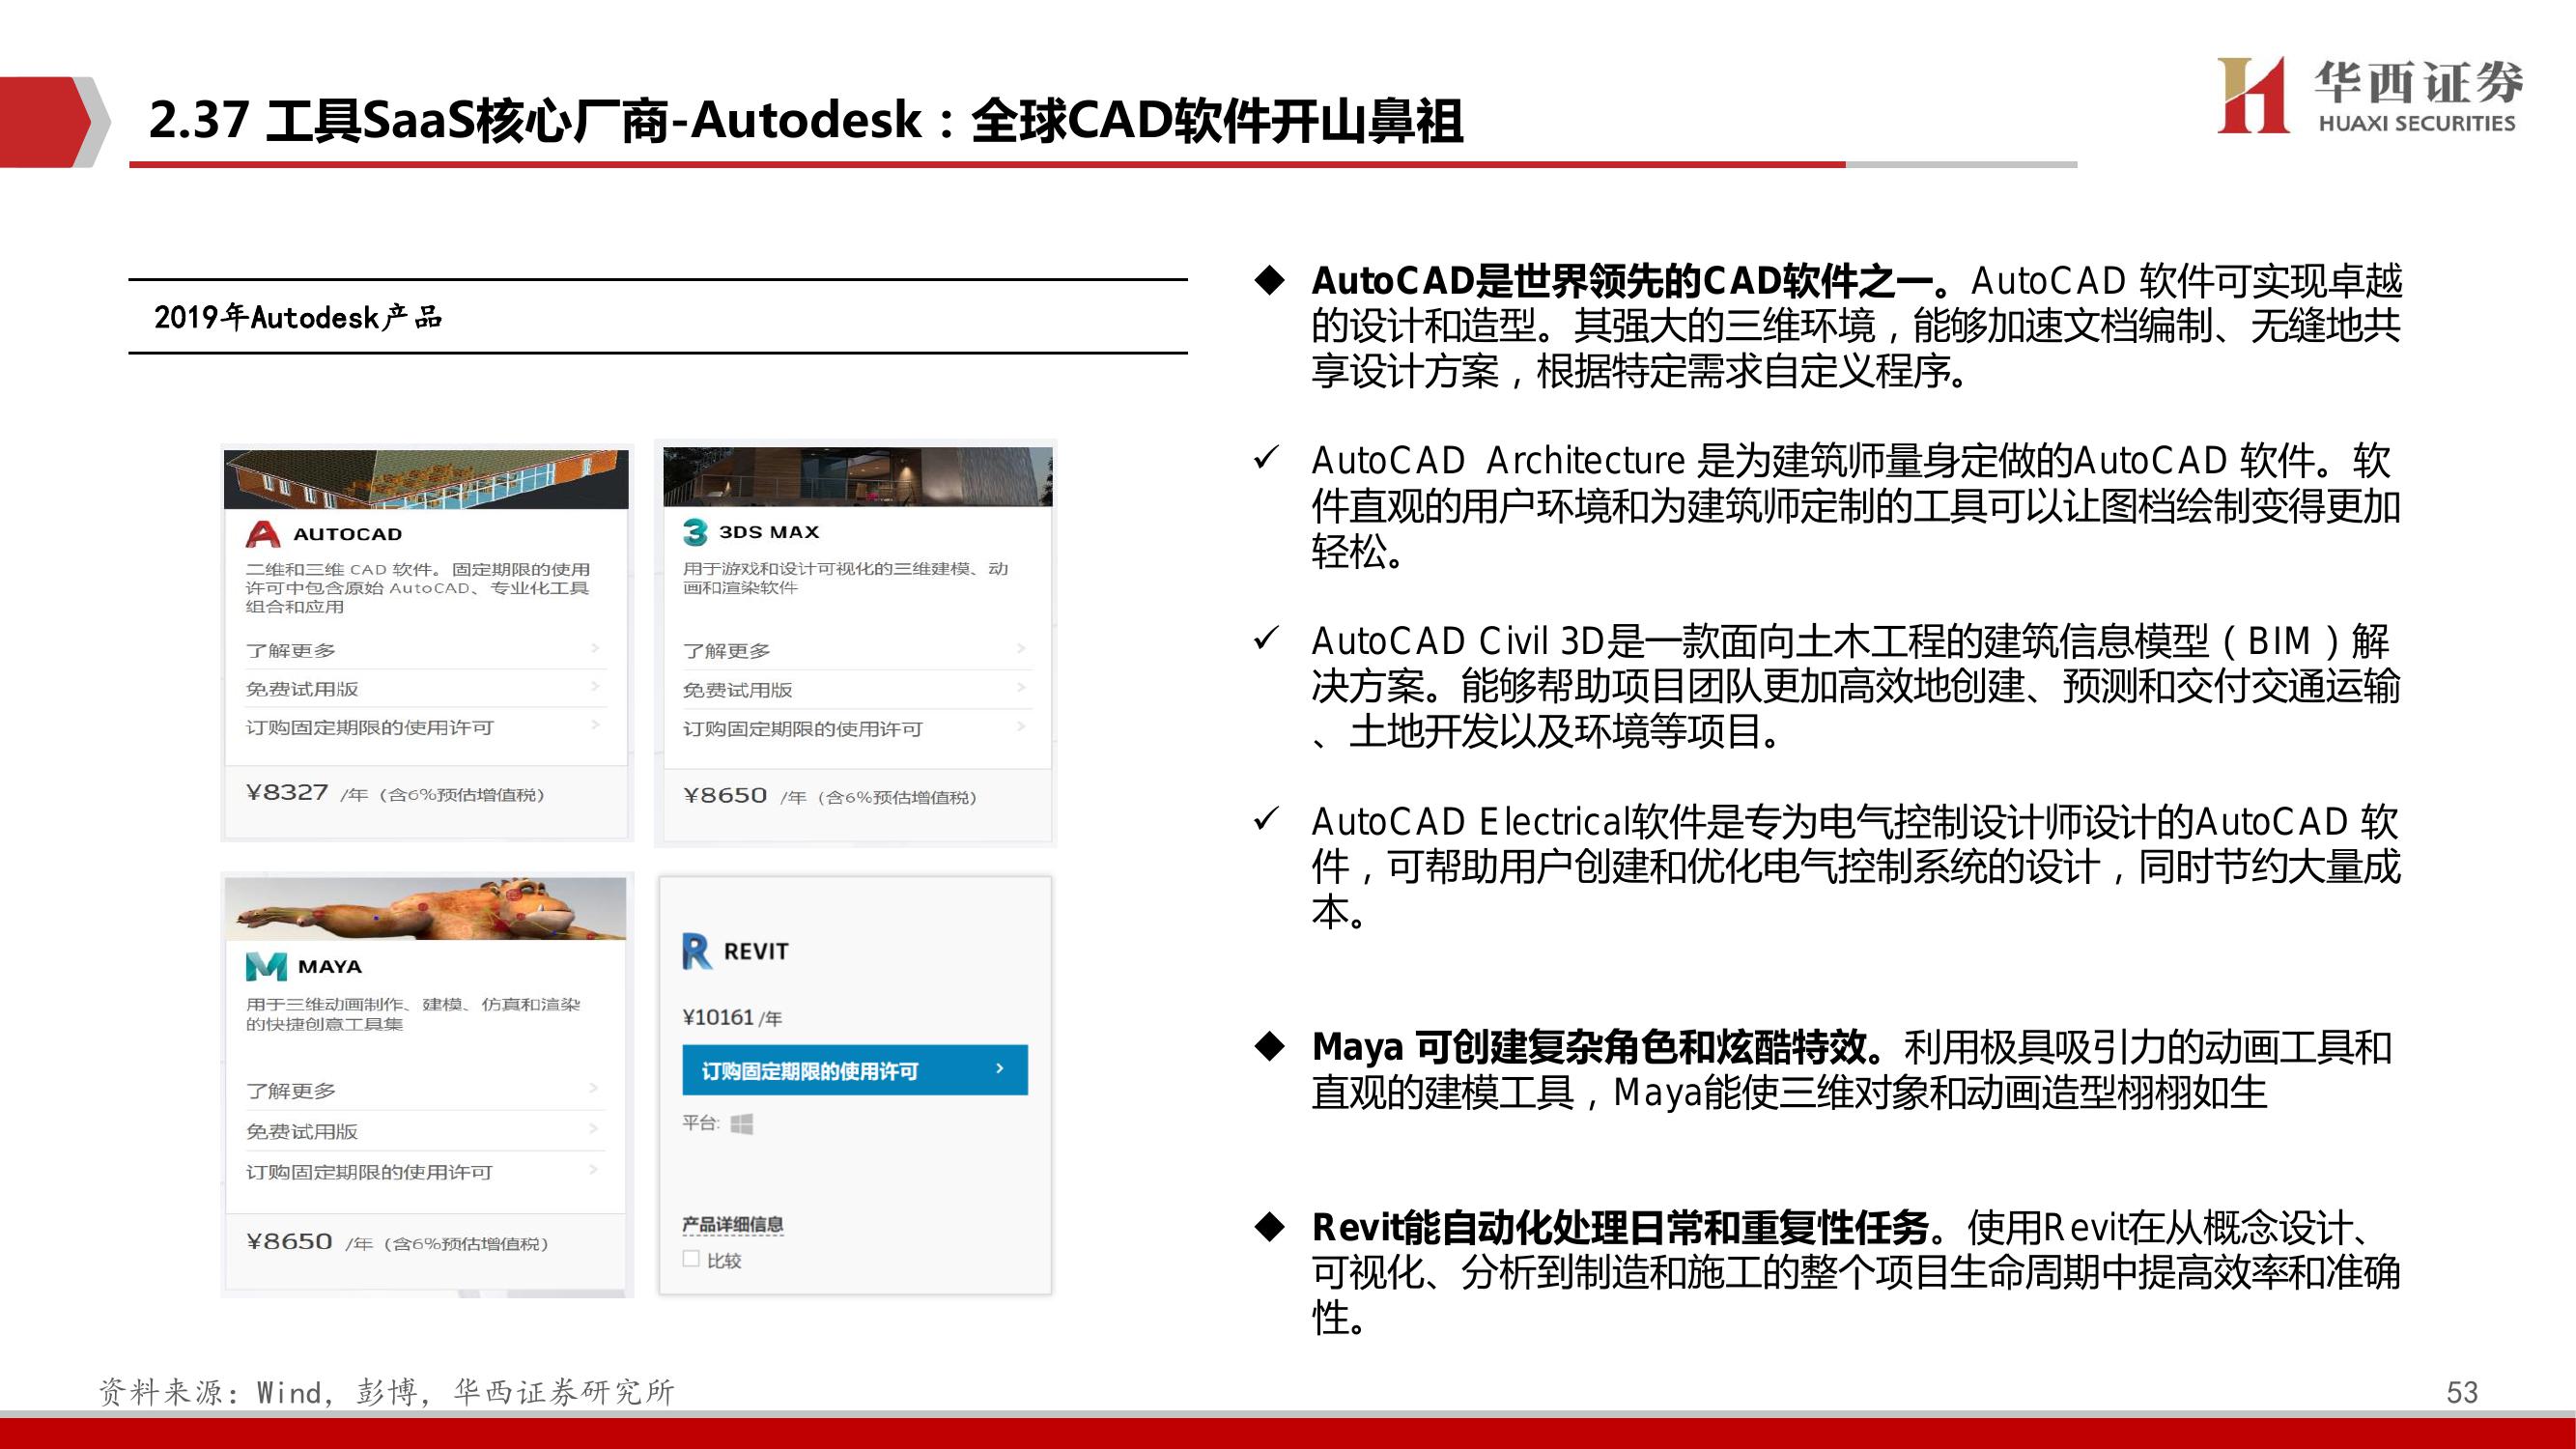 2.37 工具SaaS核心厂商-Autodesk：全球CAD软件开山鼻祖
华西证券
HUAXI SECURITIES
2019年Autodesk产品
AUTOCAD
二维和三维 CAD 软件。固定期限的使用
许可中包含原始 AutoCAD、专业化工具
组合和应用
了解更多
免费试用版
订购固定期限的使用许可
¥8327 /年（含6%预估增值税）
3DS MAX
用于游戏和设计可视化的三维建模、动
画和渲染软件
了解更多
免费试用版
订购固定期限的使用许可
¥8650 /年（含6%预估增值税）
MAYA
用于三维动画制作、建模、仿真和渲染
的快捷创意工具集
了解更多
免费试用版
订购固定期限的使用许可
¥8650 /年（含6%预估增值税）
REVIT
¥10161 /年
订购固定期限的使用许可
平台:
产品详细信息
比较
◆ AutoCAD是世界领先的CAD软件之一。AutoCAD 软件可实现卓越
的设计和造型。其强大的三维环境，能够加速文档编制、无缝地共
享设计方案，根据特定需求自定义程序。
✓ AutoCAD Architecture 是为建筑师量身定做的AutoCAD 软件。软
件直观的用户环境和为建筑师定制的工具可以让图档绘制变得更加
轻松。
✓ AutoCAD Civil 3D是一款面向土木工程的建筑信息模型（BIM）解
决方案。能够帮助项目团队更加高效地创建、预测和交付交通运输
、土地开发以及环境等项目。
✓ AutoCAD Electrical软件是专为电气控制设计师设计的AutoCAD 软
件，可帮助用户创建和优化电气控制系统的设计，同时节约大量成
本。
◆ Maya 可创建复杂角色和炫酷特效。利用极具吸引力的动画工具和
直观的建模工具，Maya能使三维对象和动画造型栩栩如生
◆ Revit能自动化处理日常和重复性任务。使用Revit在从概念设计、
可视化、分析到制造和施工的整个项目生命周期中提高效率和准确
性。
资料来源：Wind，彭博，华西证券研究所
53